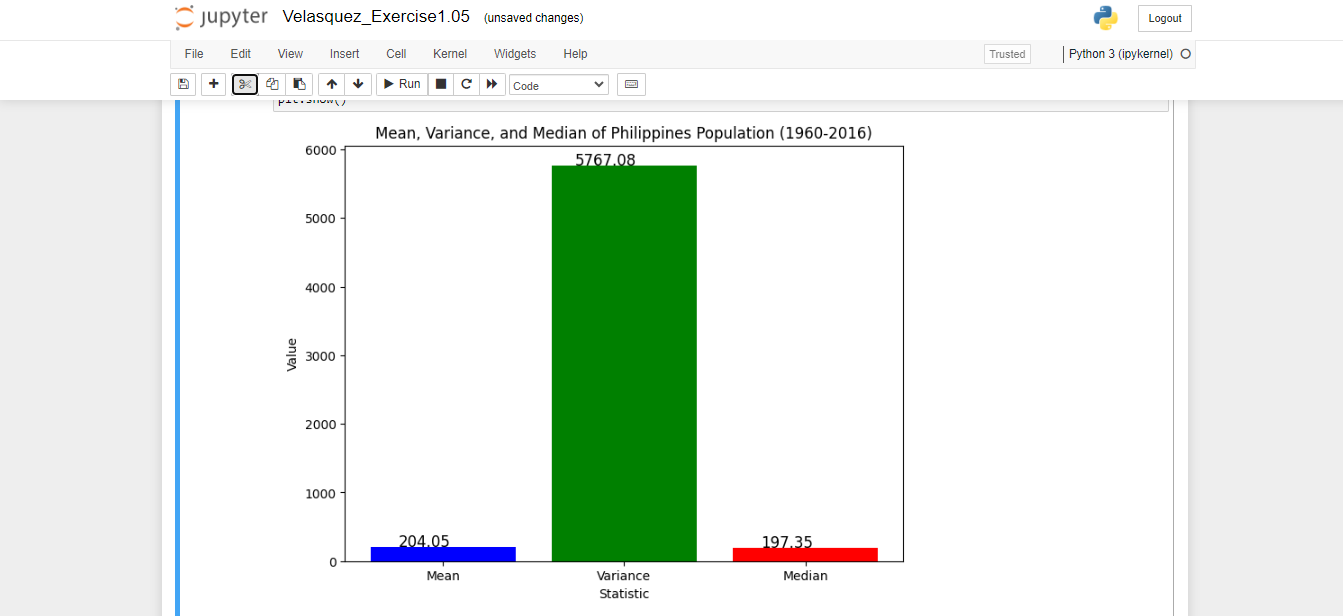 jupyter Velasquez_Exercise1.05 (unsaved changes) Logout
File Edit View Insert Cell Kernel Widgets Help Trusted Python 3 (ipykernel)
Run Code
plt.show()
Mean, Variance, and Median of Philippines Population (1960-2016)
6000
5767.08
5000
4000
3000
Value
2000
1000
204.05
197.35
0
Mean Variance Median
Statistic